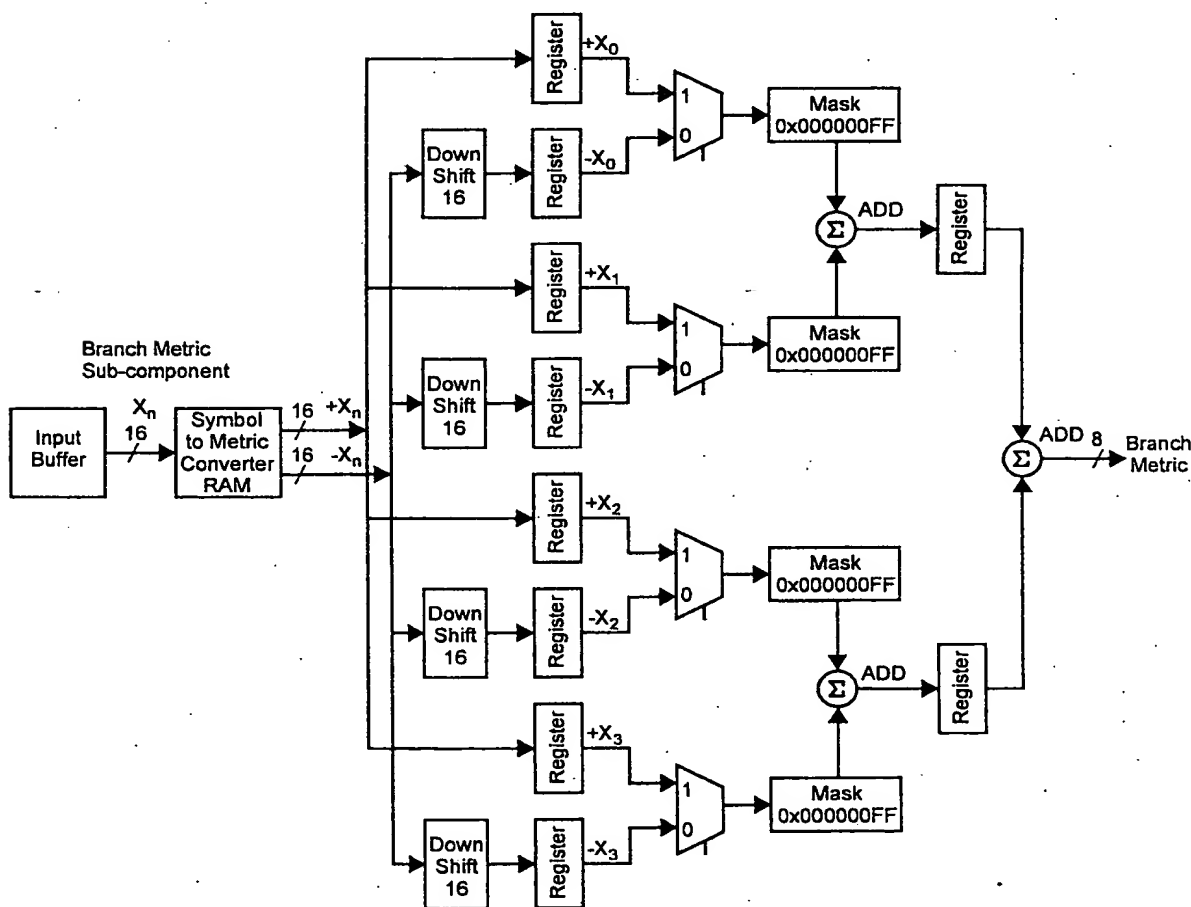 Register
+X0
1
0
Mask
0x000000FF
Down
Shift
16
Register
-X0
ADD
Σ
Register
Register
+X1
1
0
Mask
0x000000FF
Down
Shift
16
Register
-X1
Branch Metric
Sub-component
Input
Buffer
Xn
16
Symbol
to Metric
Converter
RAM
16 +Xn
16 -Xn
Σ
ADD 8
Branch
Metric
Register
+X2
1
0
Mask
0x000000FF
Down
Shift
16
Register
-X2
Σ
ADD
Register
Register
+X3
1
0
Mask
0x000000FF
Down
Shift
16
Register
-X3